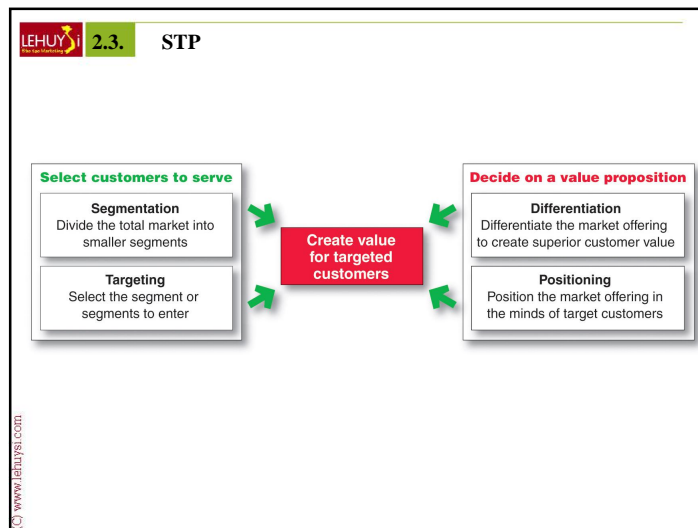 LEHUYSi
2.3.
STP
Select customers to serve
Segmentation
Divide the total market into
smaller segments
Targeting
Select the segment or
segments to enter
Create value
for targeted
customers
Decide on a value proposition
Differentiation
Differentiate the market offering
to create superior customer value
Positioning
Position the market offering in
the minds of target customers
(C) www.lehuysi.com